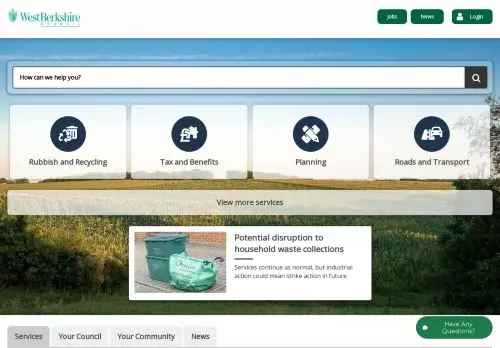 WestBerkshire
COUNCIL
Jobs
News
Login
How can we help you?
Rubbish and Recycling
Tax and Benefits
Planning
Roads and Transport
View more services
Potential disruption to
household waste collections
Services continue as normal, but industrial
action could mean strike action in future.
Services
Your Council
Your Community
News
Have Any
Questions?